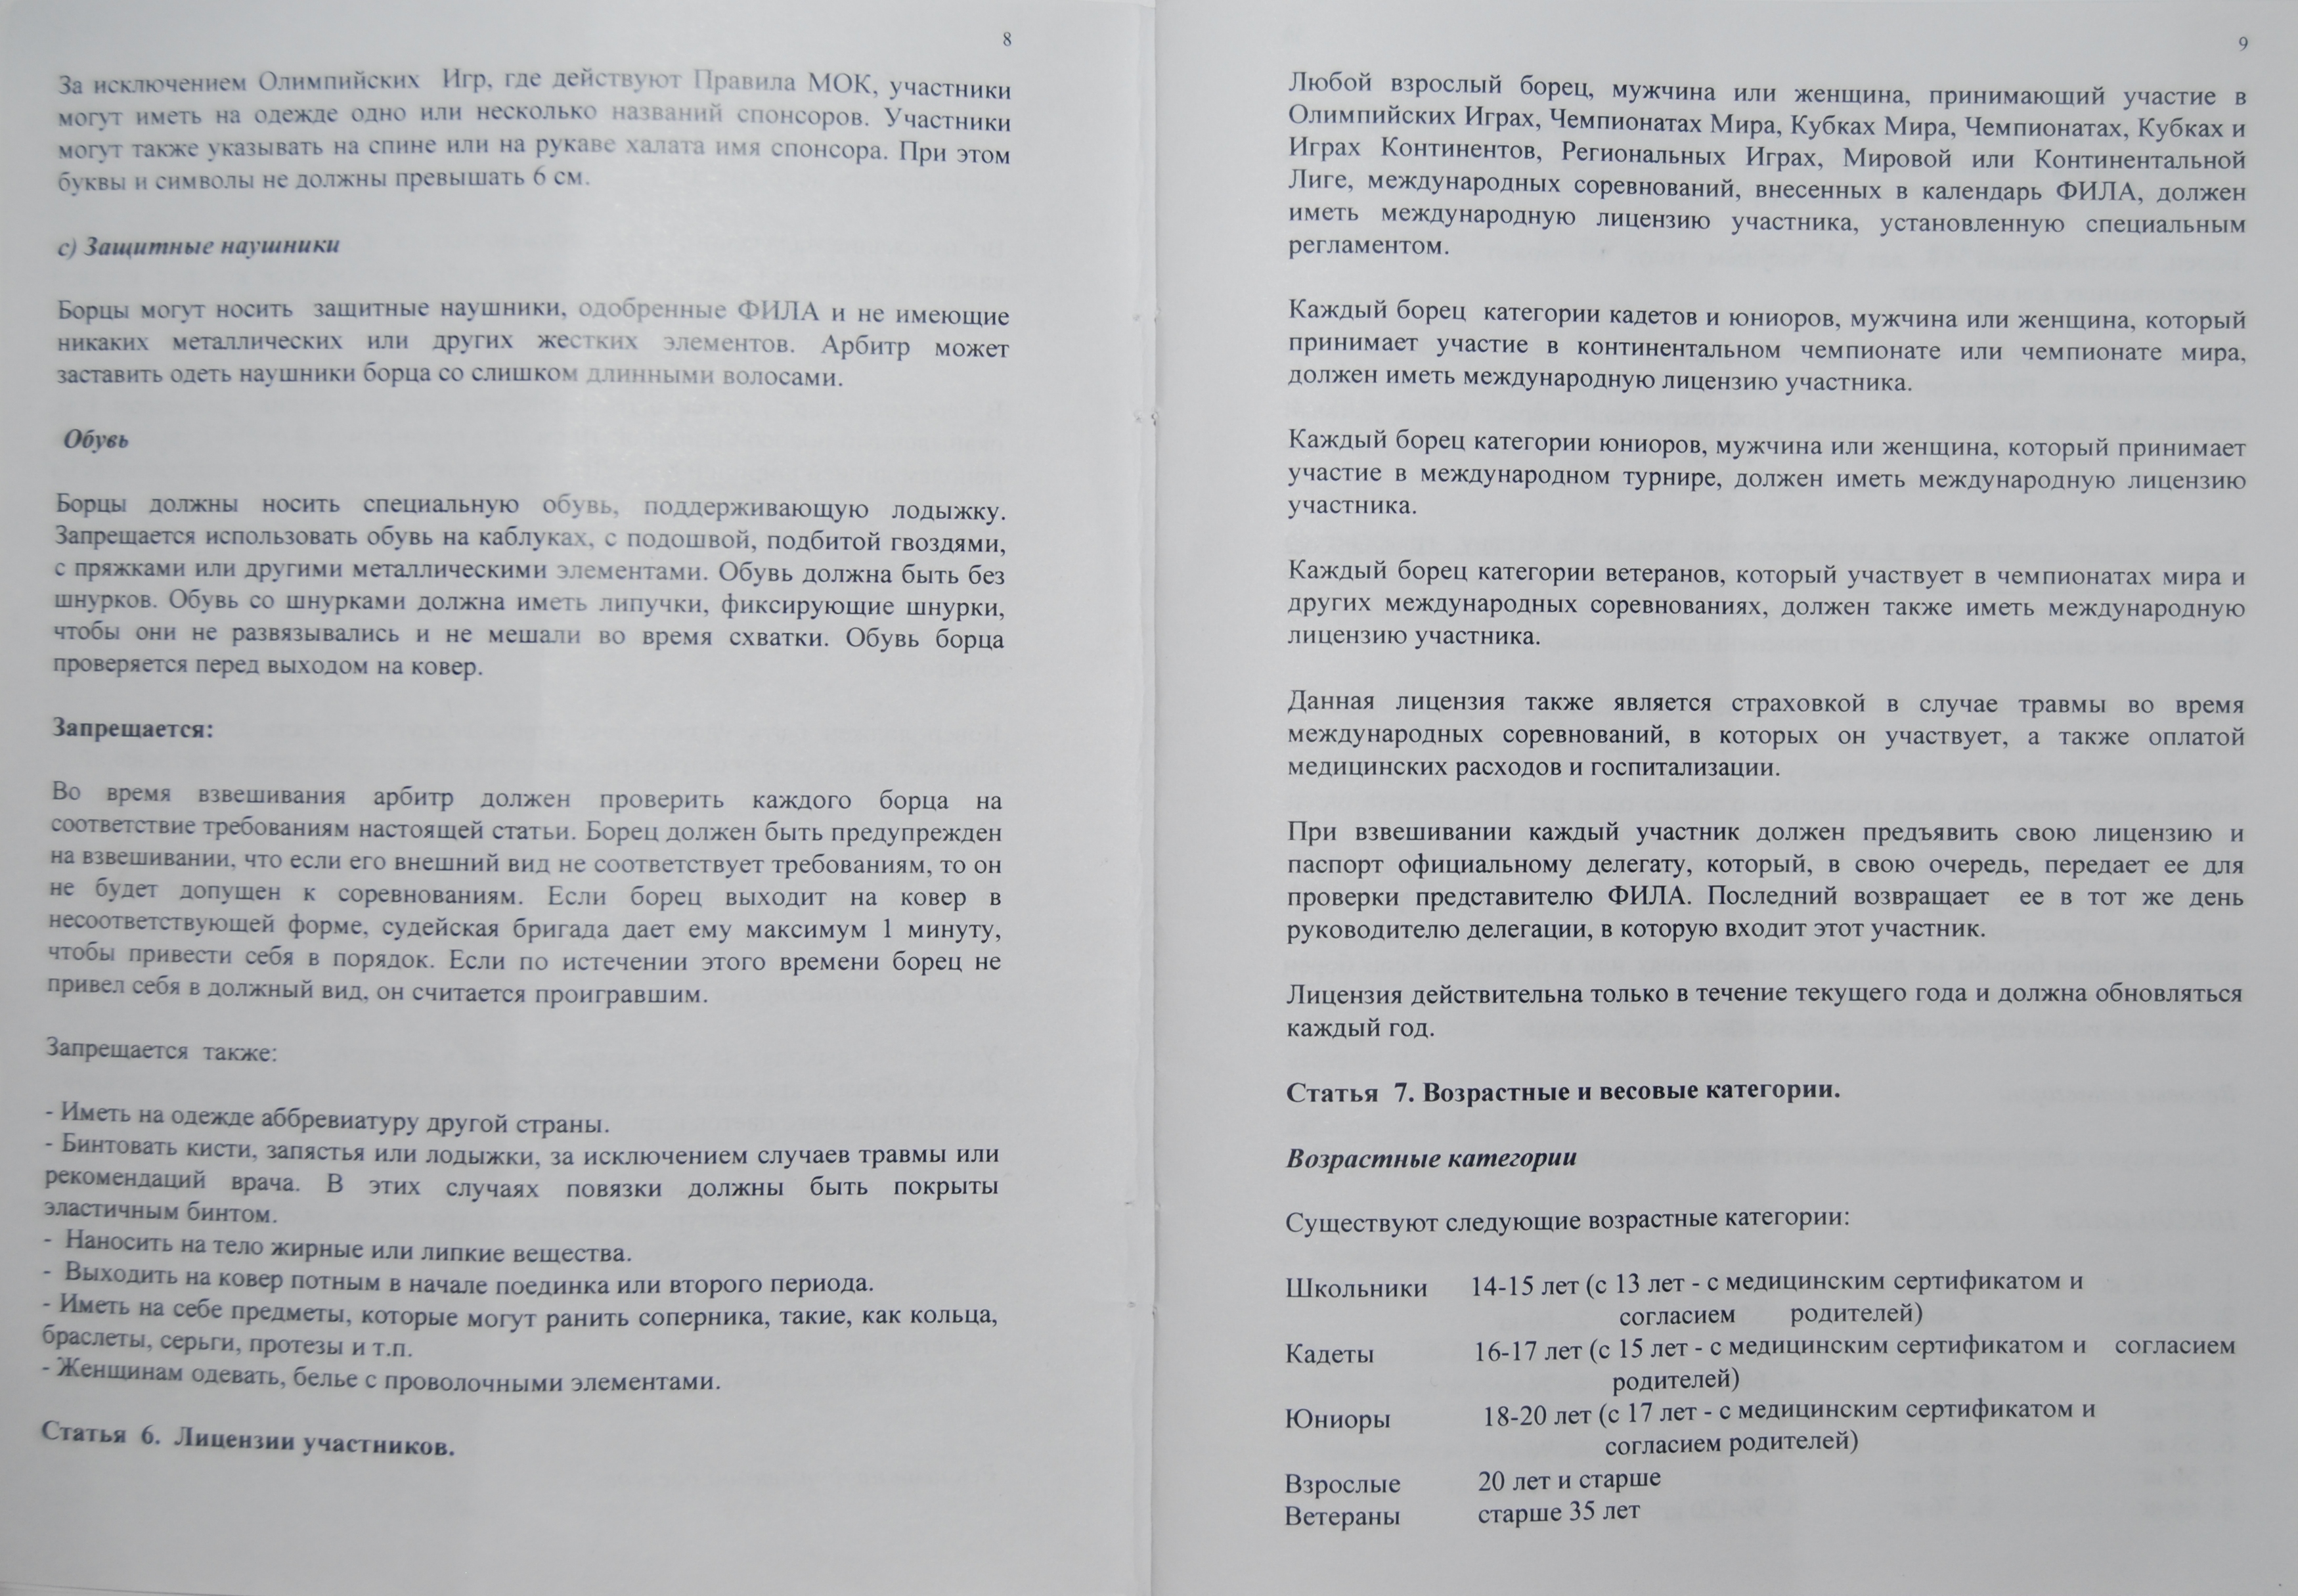 8
За исключением Олимпийских Игр, где действуют Правила МОК, участники
могут иметь на одежде одно или несколько названий спонсоров. Участники
могут также указывать на спине или на рукаве халата имя спонсора. При этом
буквы и символы не должны превышать 6 см.
с) Защитные наушники
Борцы могут носить защитные наушники, одобренные ФИЛА и не имеющие
никаких металлических или других жестких элементов. Арбитр может
заставить одеть наушники борца со слишком длинными волосами.
Обувь
Борцы должны носить специальную обувь, поддерживающую лодыжку.
Запрещается использовать обувь на каблуках, с подошвой, подбитой гвоздями,
с пряжками или другими металлическими элементами. Обувь должна быть без
шнурков. Обувь со шнурками должна иметь липучки, фиксирующие шнурки,
чтобы они не развязывались и не мешали во время схватки. Обувь борца
проверяется перед выходом на ковер.
Запрещается:
Во время взвешивания арбитр должен проверить каждого борца на
соответствие требованиям настоящей статьи. Борец должен быть предупрежден
на взвешивании, что если его внешний вид не соответствует требованиям, то он
не будет допущен к соревнованиям. Если борец выходит на ковер в
несоответствующей форме, судейская бригада дает ему максимум 1 минуту,
чтобы привести себя в порядок. Если по истечении этого времени борец не
привел себя в должный вид, он считается проигравшим.
Запрещается также:
- Иметь на одежде аббревиатуру другой страны.
- Бинтовать кисти, запястья или лодыжки, за исключением случаев травмы или
рекомендаций врача. В этих случаях повязки должны быть покрыты
эластичным бинтом.
- Наносить на тело жирные или липкие вещества.
- Выходить на ковер потным в начале поединка или второго периода.
- Иметь на себе предметы, которые могут ранить соперника, такие, как кольца,
браслеты, серьги, протезы и т.п.
- Женщинам одевать, белье с проволочными элементами.
Статья 6. Лицензии участников.
9
Любой взрослый борец, мужчина или женщина, принимающий участие в
Олимпийских Играх, Чемпионатах Мира, Кубках Мира, Чемпионатах, Кубках и
Играх Континентов, Региональных Играх, Мировой или Континентальной
Лиге, международных соревнований, внесенных в календарь ФИЛА, должен
иметь международную лицензию участника, установленную специальным
регламентом.
Каждый борец категории кадетов и юниоров, мужчина или женщина, который
принимает участие в континентальном чемпионате или чемпионате мира,
должен иметь международную лицензию участника.
Каждый борец категории юниоров, мужчина или женщина, который принимает
участие в международном турнире, должен иметь международную лицензию
участника.
Каждый борец категории ветеранов, который участвует в чемпионатах мира и
других международных соревнованиях, должен также иметь международную
лицензию участника.
Данная лицензия также является страховкой в случае травмы во время
международных соревнований, в которых он участвует, а также оплатой
медицинских расходов и госпитализации.
При взвешивании каждый участник должен предъявить свою лицензию и
паспорт официальному делегату, который, в свою очередь, передает ее для
проверки представителю ФИЛА. Последний возвращает ее в тот же день
руководителю делегации, в которую входит этот участник.
Лицензия действительна только в течение текущего года и должна обновляться
каждый год.
Статья 7. Возрастные и весовые категории.
Возрастные категории
Существуют следующие возрастные категории:
Школьники 14-15 лет (с 13 лет - с медицинским сертификатом и
согласием родителей)
Кадеты 16-17 лет (с 15 лет - с медицинским сертификатом и согласием
родителей)
Юниоры 18-20 лет (с 17 лет - с медицинским сертификатом и
согласием родителей)
Взрослые 20 лет и старше
Ветераны старше 35 лет